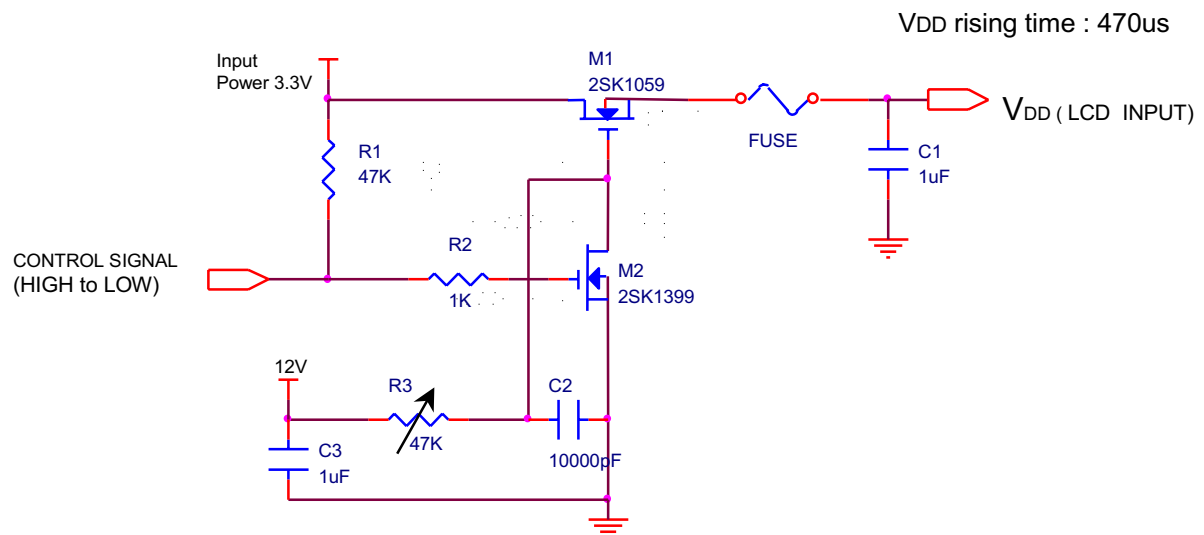 VDD rising time : 470us
Input
Power 3.3V
M1
2SK1059
FUSE
VDD ( LCD INPUT)
R1
47K
C1
1uF
CONTROL SIGNAL
(HIGH to LOW)
R2
1K
M2
2SK1399
12V
R3
47K
C2
10000pF
C3
1uF